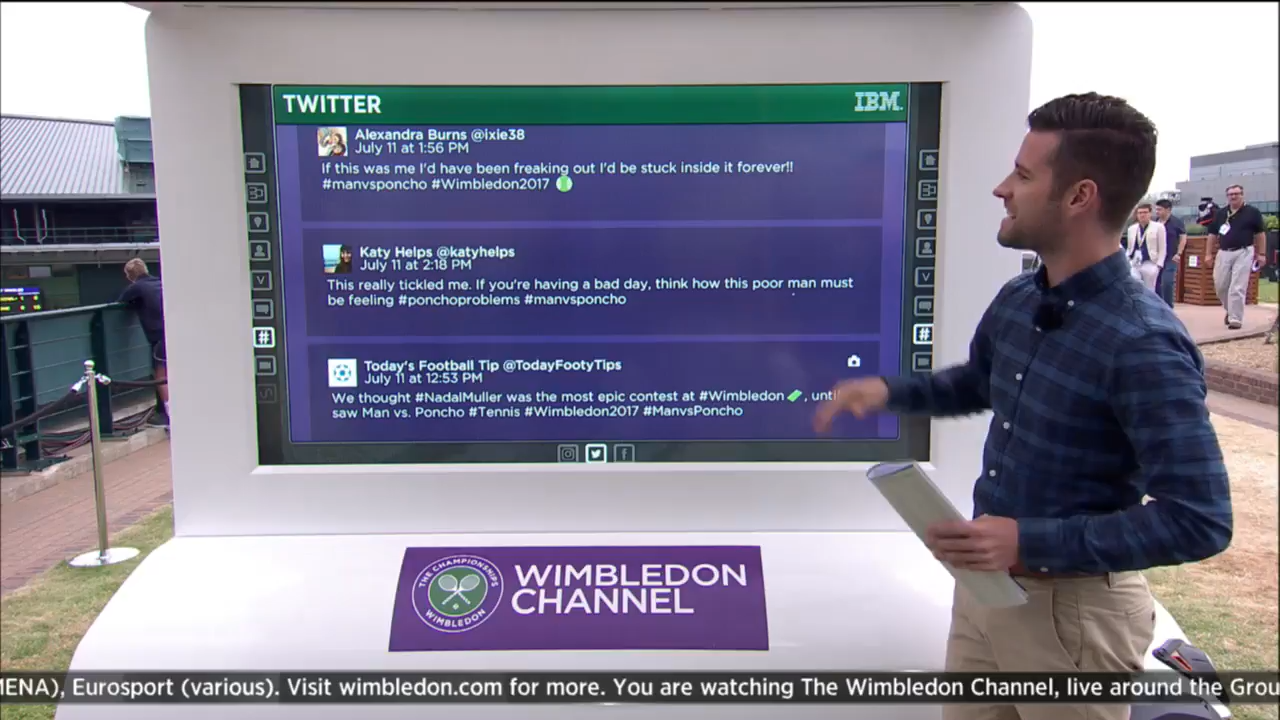 TWITTER
IBM.
Alexandra Burns @ixie38
July 11 at 1:56 PM
If this was me I'd have been freaking out I'd be stuck inside it forever!!
#manvsponcho #Wimbledon2017
Katy Helps @katyhelps
July 11 at 2:18 PM
This really tickled me. If you're having a bad day, think how this poor man must
be feeling #ponchoproblems #manvsponcho
Today's Football Tip @TodayFootyTips
July 11 at 12:53 PM
We thought #NadalMuller was the most epic contest at #Wimbledon , until
saw Man vs. Poncho #Tennis #Wimbledon2017 #ManvsPoncho
THE CHAMPIONSHIPS
WIMBLEDON
WIMBLEDON
CHANNEL
MENA), Eurosport (various). Visit wimbledon.com for more. You are watching The Wimbledon Channel, live around the Grou